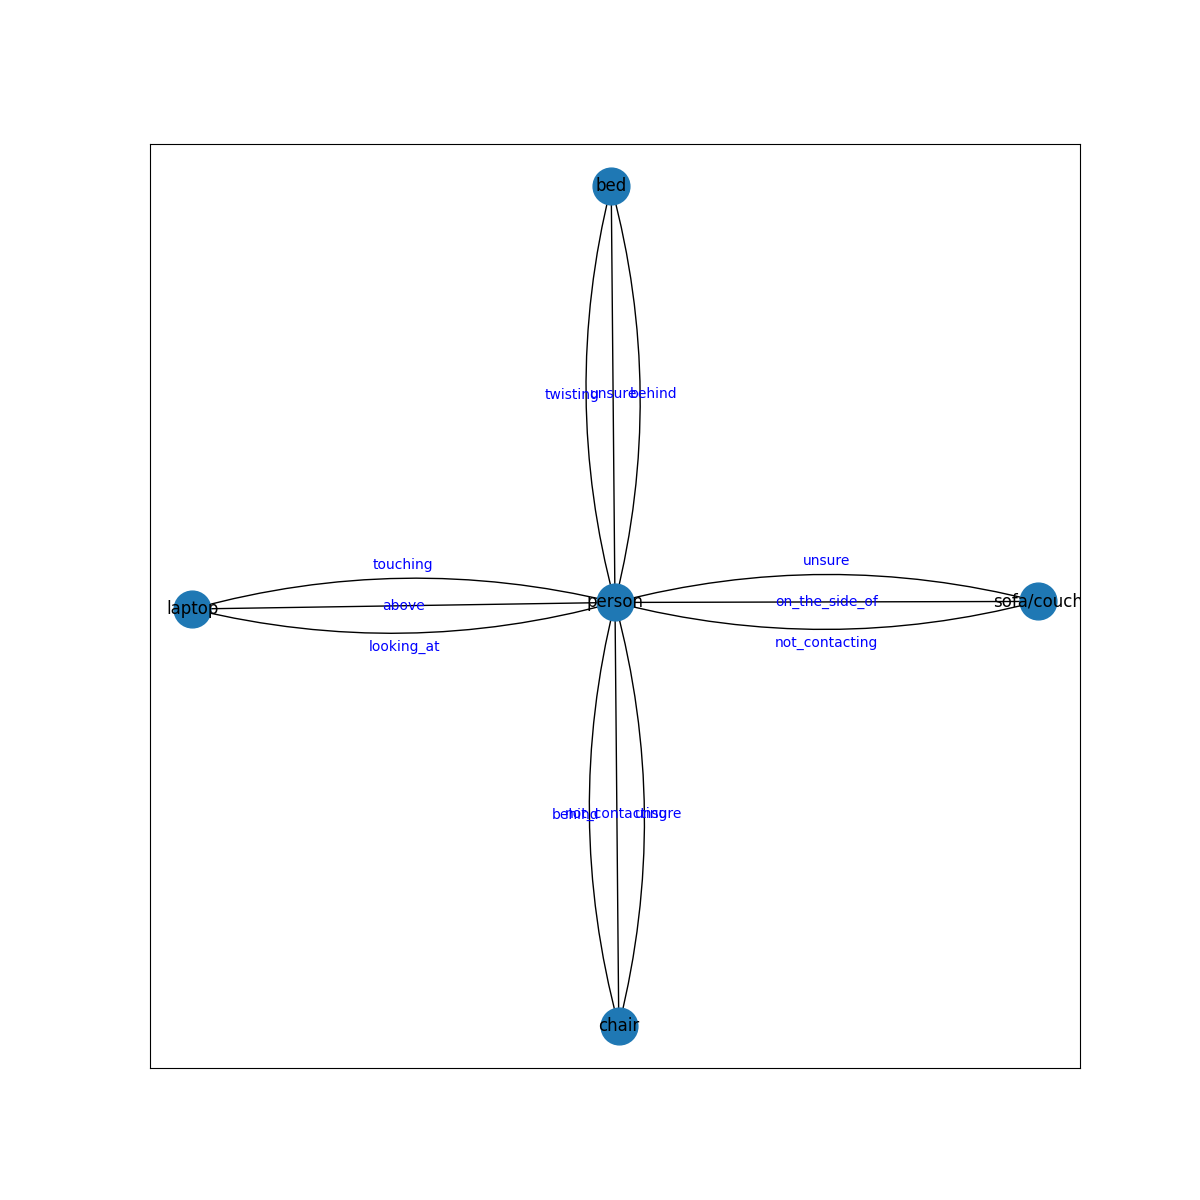 bed
twisting unsure behind
touching
unsure
laptop
above
person
on_the_side_of
sofa/couch
looking_at
not_contacting
behind not_contacting unsure
chair